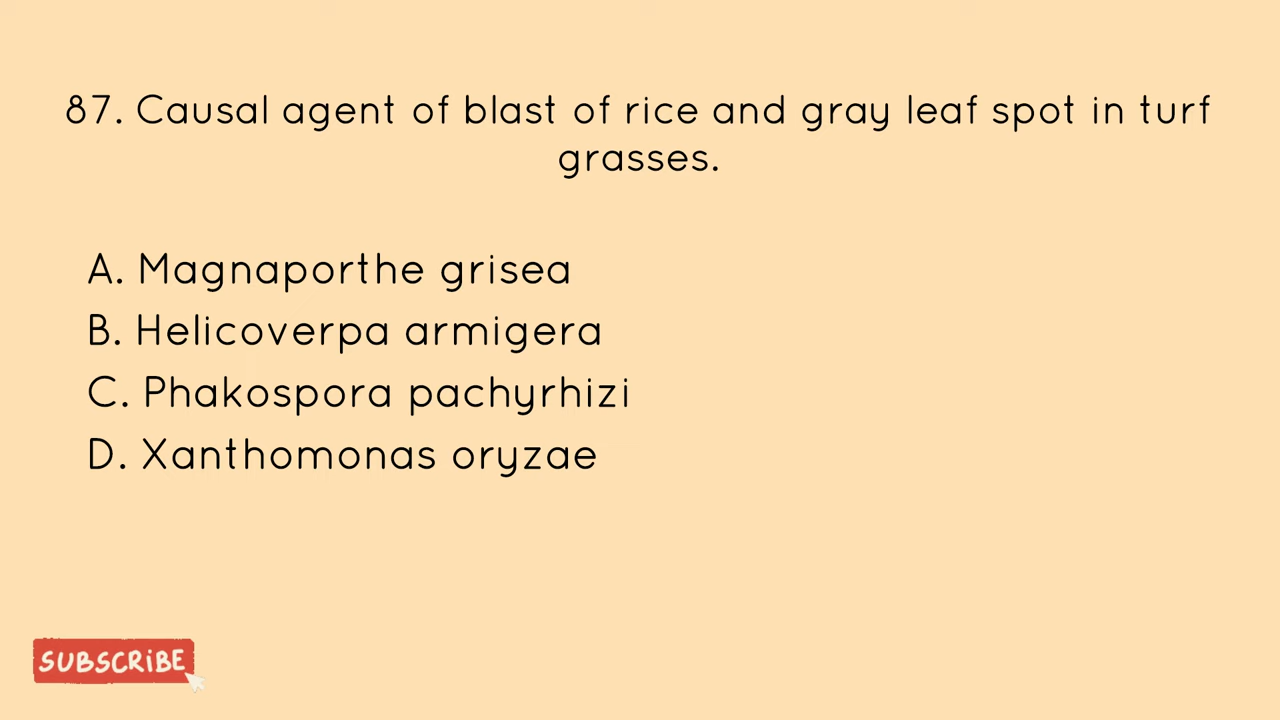 87. Causal agent of blast of rice and gray leaf spot in turf
grasses.
A. Magnaporthe grisea
B. Helicoverpa armigera
C. Phakospora pachyrhizi
D. Xanthomonas oryzae
SUBSCRiBE